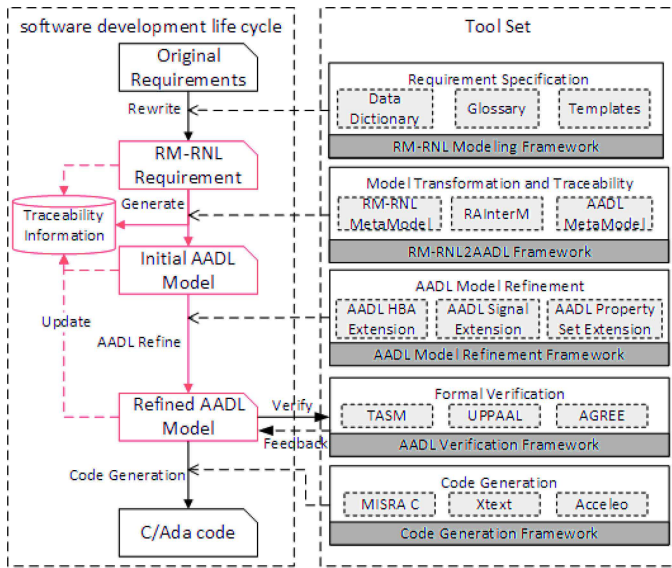 software development life cycle
Original
Requirements
Rewrite
RM-RNL
Requirement
Traceability
Information
Generate
Initial AADL
Model
Update
AADL Refine
Refined AADL
Model
Verify
Feedback
Code Generation
C/Ada code
Tool Set
Requirement Specification
Data
Dictionary
Glossary
Templates
RM-RNL Modeling Framework
Model Transformation and Traceability
RM-RNL
MetaModel
RAInterM
AADL
MetaModel
RM-RNL2AADL Framework
AADL Model Refinement
AADL HBA
Extension
AADL Signal
Extension
AADL Property
Set Extension
AADL Model Refinement Framework
Formal Verification
TASM
UPPAAL
AGREE
AADL Verification Framework
Code Generation
MISRA C
Xtext
Acceleo
Code Generation Framework